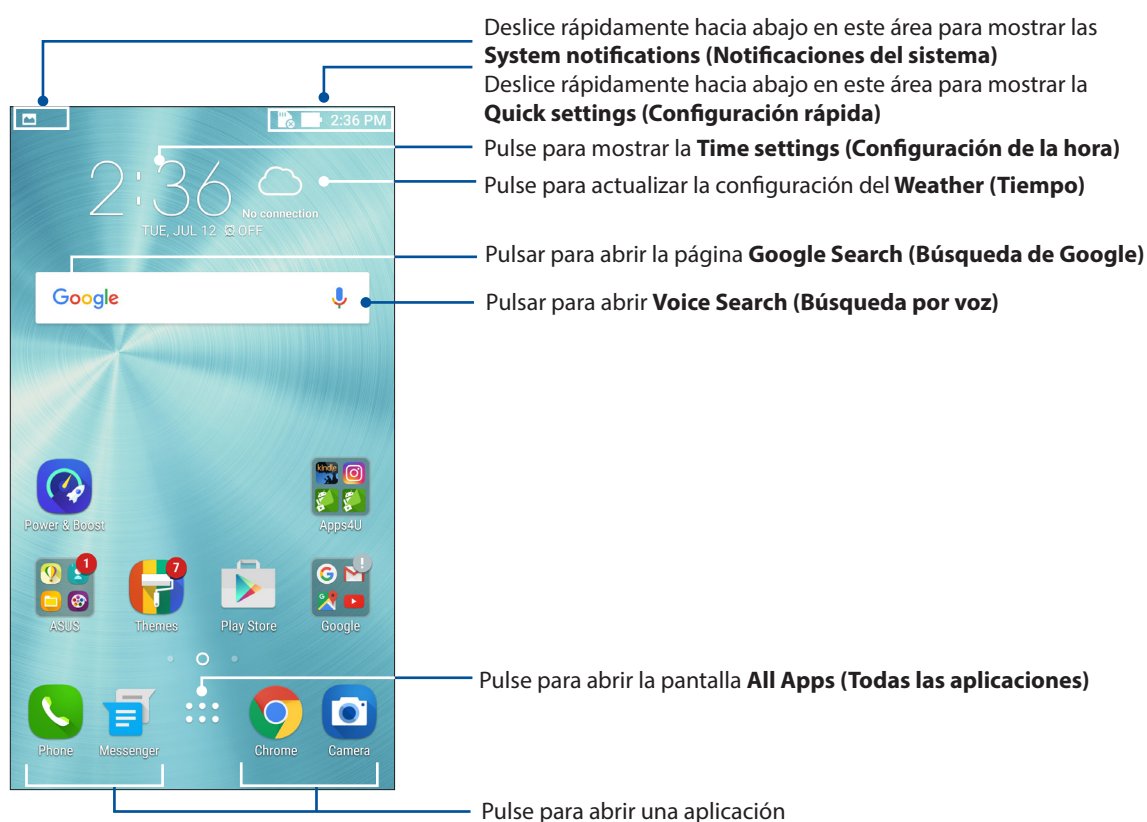 Deslice rápidamente hacia abajo en este área para mostrar las
System notifications (Notificaciones del sistema)
Deslice rápidamente hacia abajo en este área para mostrar la
Quick settings (Configuración rápida)
Pulse para mostrar la Time settings (Configuración de la hora)
Pulse para actualizar la configuración del Weather (Tiempo)
Pulsar para abrir la página Google Search (Búsqueda de Google)
Pulsar para abrir Voice Search (Búsqueda por voz)
Pulse para abrir la pantalla All Apps (Todas las aplicaciones)
Pulse para abrir una aplicación
2:36 PM
2:36
No connection
TUE, JUL 12 OFF
Google
kindle
Power & Boost
Apps4U
1
7
!
ASUS
Themes
Play Store
Google
Phone
Messenger
Chrome
Camera